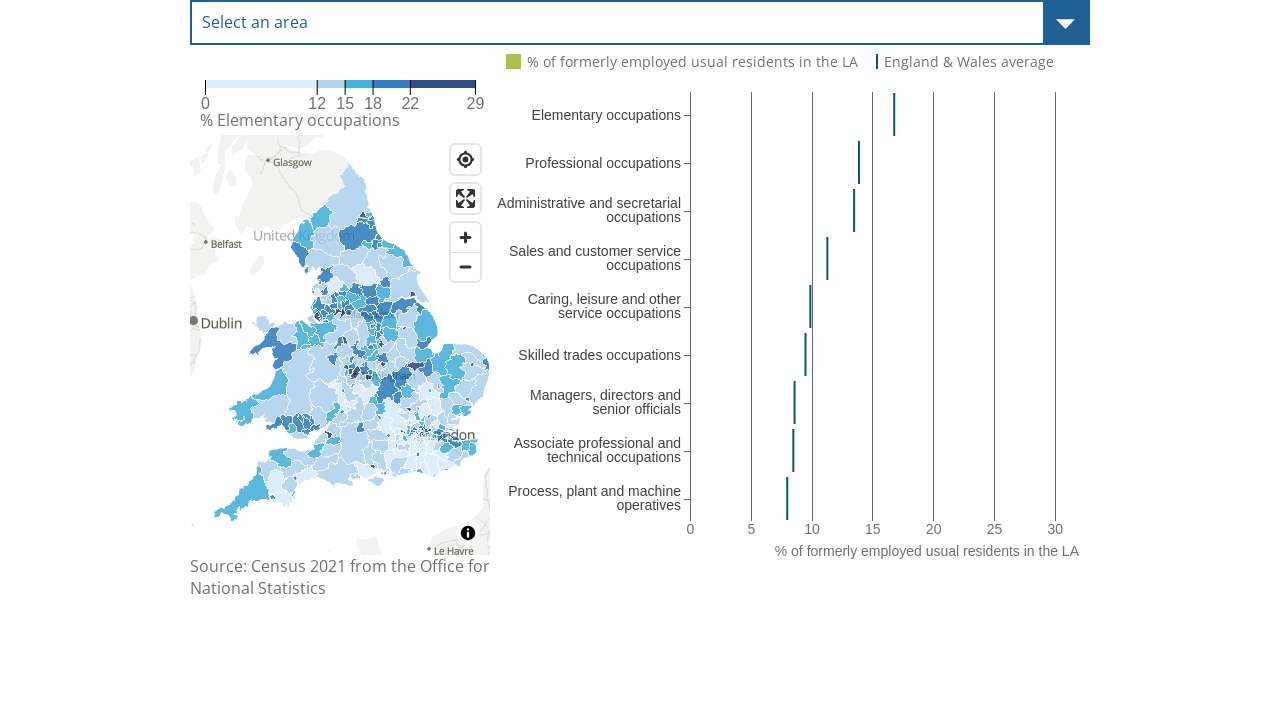 Select an area
% of formerly employed usual residents in the LA
England & Wales average
0 12 15 18 22 29
% Elementary occupations
Glasgow
United Kingdom
Belfast
Dublin
Le Havre
Source: Census 2021 from the Office for
National Statistics
Elementary occupations
Professional occupations
Administrative and secretarial
occupations
Sales and customer service
occupations
Caring, leisure and other
service occupations
Skilled trades occupations
Managers, directors and
senior officials
Associate professional and
technical occupations
Process, plant and machine
operatives
0 5 10 15 20 25 30
% of formerly employed usual residents in the LA